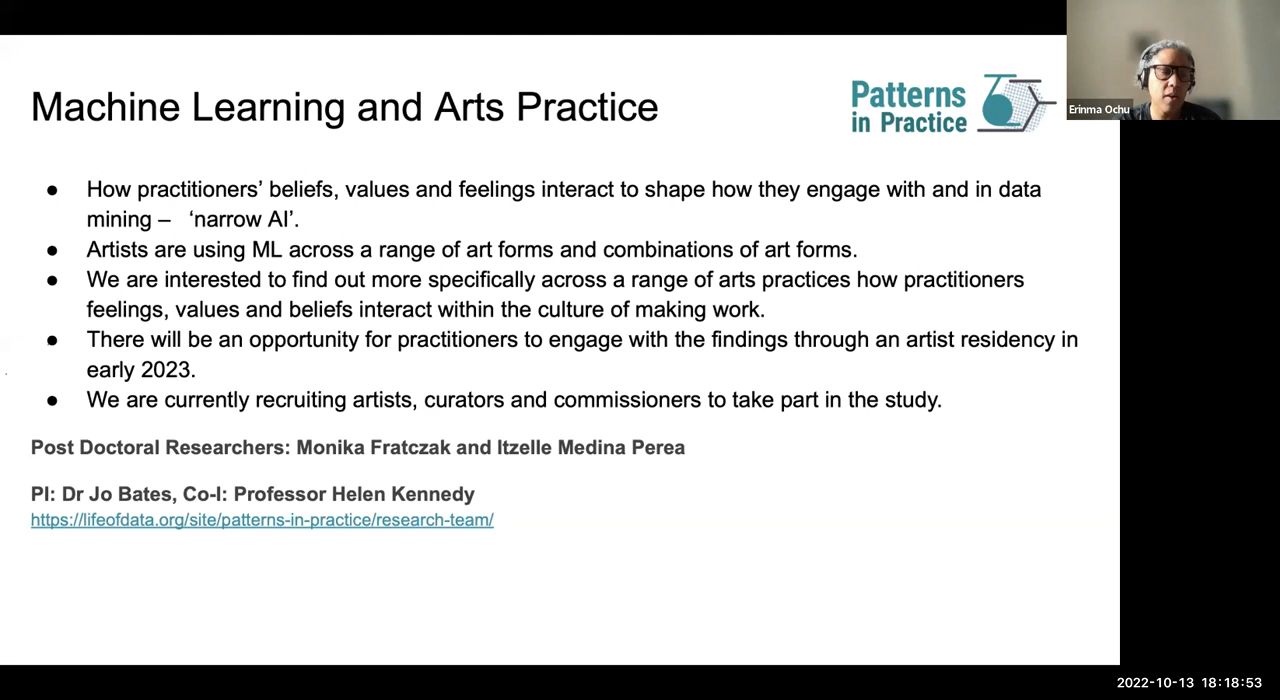 Machine Learning and Arts Practice
Patterns
in Practice
Erinma Ochu
● How practitioners’ beliefs, values and feelings interact to shape how they engage with and in data
mining – ‘narrow AI’.
● Artists are using ML across a range of art forms and combinations of art forms.
● We are interested to find out more specifically across a range of arts practices how practitioners
feelings, values and beliefs interact within the culture of making work.
● There will be an opportunity for practitioners to engage with the findings through an artist residency in
early 2023.
● We are currently recruiting artists, curators and commissioners to take part in the study.
Post Doctoral Researchers: Monika Fratczak and Itzelle Medina Perea
PI: Dr Jo Bates, Co-I: Professor Helen Kennedy
https://lifeofdata.org/site/patterns-in-practice/research-team/
2022-10-13 18:18:53